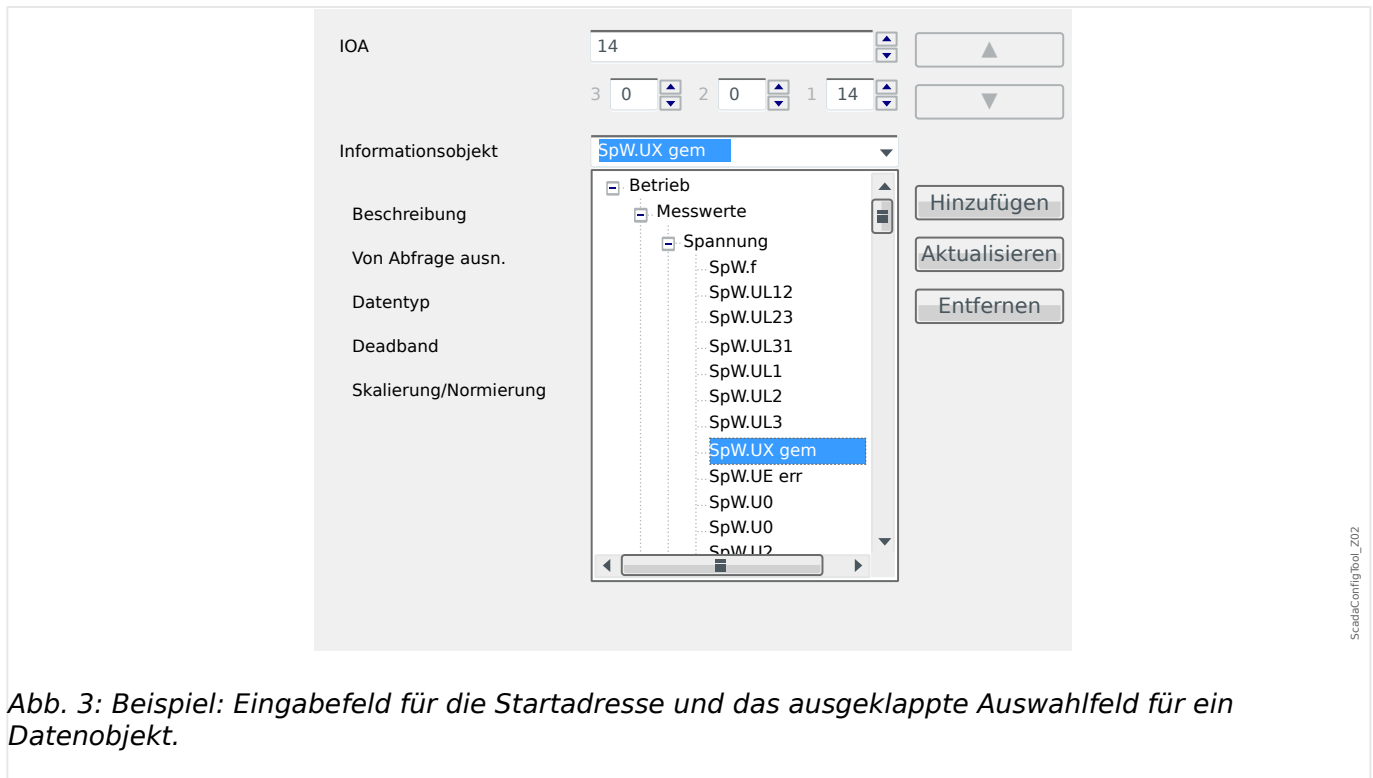 IOA
14
3 0 2 0 1 14
Informationsobjekt
SpW.UX gem
Betrieb
Messwerte
Spannung
SpW.f
SpW.UL12
SpW.UL23
SpW.UL31
SpW.UL1
SpW.UL2
SpW.UL3
SpW.UX gem
SpW.UE err
SpW.U0
SpW.U0
SpW.U2
Beschreibung
Von Abfrage ausn.
Datentyp
Deadband
Skalierung/Normierung
Hinzufügen
Aktualisieren
Entfernen
ScadaConfigTool_Z02
Abb. 3: Beispiel: Eingabefeld für die Startadresse und das ausgeklappte Auswahlfeld für ein
Datenobjekt.